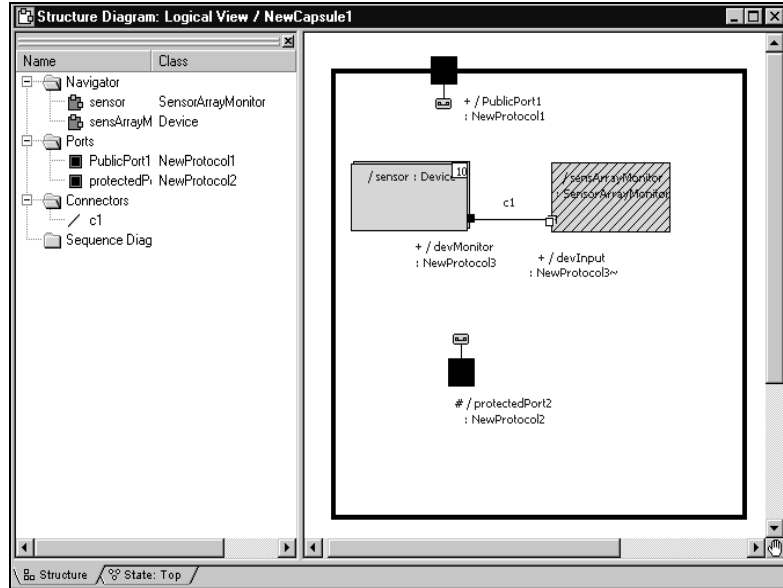 Structure Diagram: Logical View / NewCapsule1
Name Class
Navigator
sensor SensorArrayMonitor
sensArrayM Device
Ports
PublicPort1 NewProtocol1
protectedP NewProtocol2
Connectors
c1
Sequence Diag
+ / PublicPort1
: NewProtocol1
/ sensor : Device 10
/ sensArrayMonitor
: SensorArrayMonitor
c1
+ / devMonitor
: NewProtocol3
+ / devInput
: NewProtocol3~
# / protectedPort2
: NewProtocol2
Structure State: Top